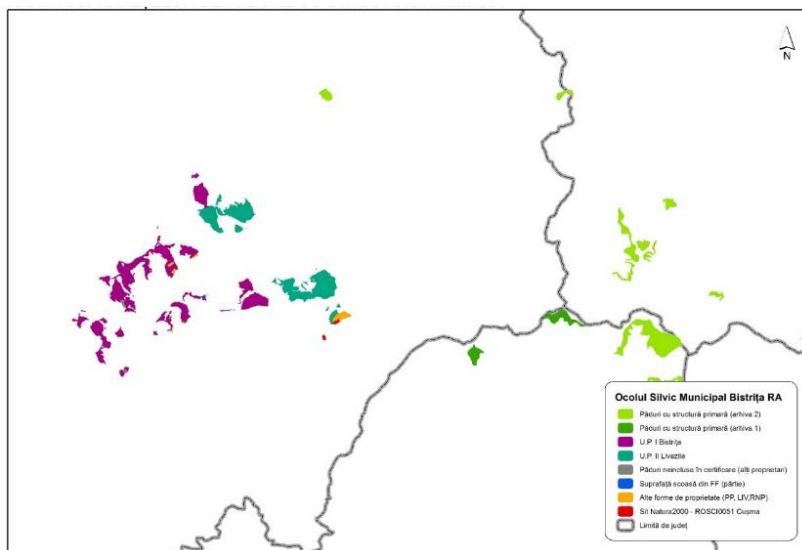 N
Ocolul Silvic Municipal Bistrița RA
Păduri cu structură primară (arhiva 2)
Păduri cu structură primară (arhiva 1)
U.P. I Bistrița
U.P. II Livezile
Păduri neincluse în certificare (alți proprietari)
Suprafață scoasă din FF (pârtie)
Alte forme de proprietate (PP, LIV,RNP)
Sit Natura2000 - ROSCI0051 Cușma
Limită de județ